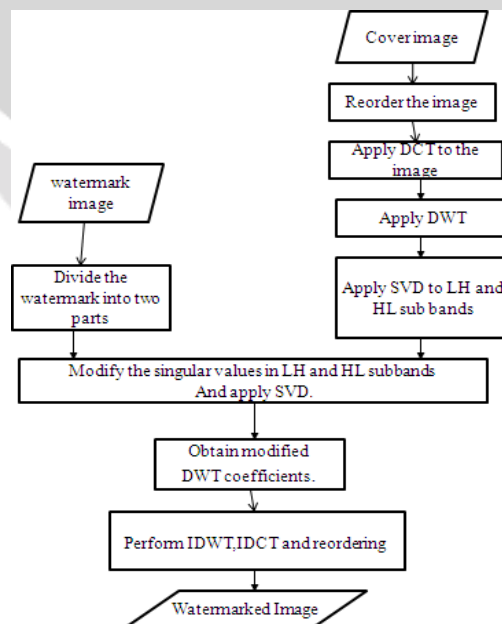 Cover image
Reorder the image
Apply DCT to the
image
Apply DWT
Apply SVD to LH and
HL sub bands
watermark
image
Divide the
watermark into two
parts
Modify the singular values in LH and HL subbands
And apply SVD.
Obtain modified
DWT coefficients.
Perform IDWT,IDCT and reordering
Watermarked Image